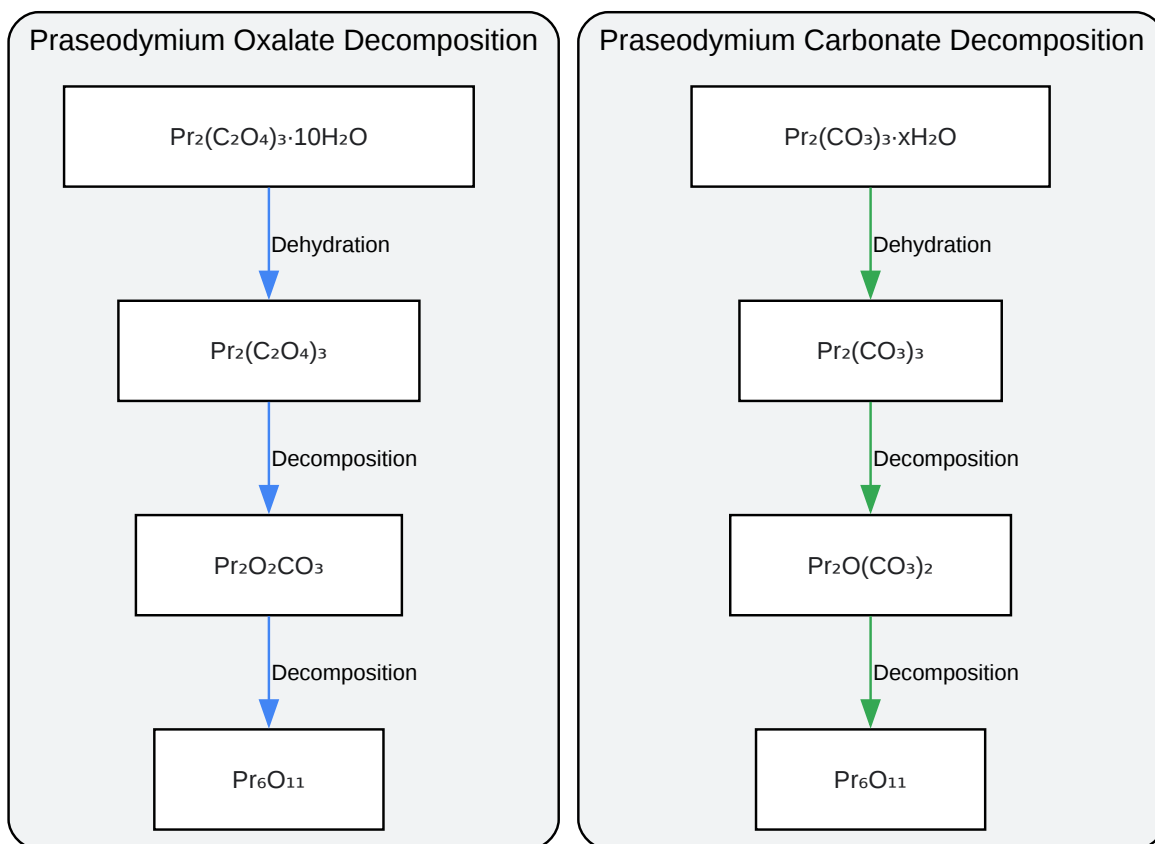 Praseodymium Oxalate Decomposition
Pr₂(C₂O₄)₃·10H₂O
Dehydration
Pr₂(C₂O₄)₃
Decomposition
Pr₂O₂CO₃
Decomposition
Pr₆O₁₁
Praseodymium Carbonate Decomposition
Pr₂(CO₃)₃·xH₂O
Dehydration
Pr₂(CO₃)₃
Decomposition
Pr₂O(CO₃)₂
Decomposition
Pr₆O₁₁